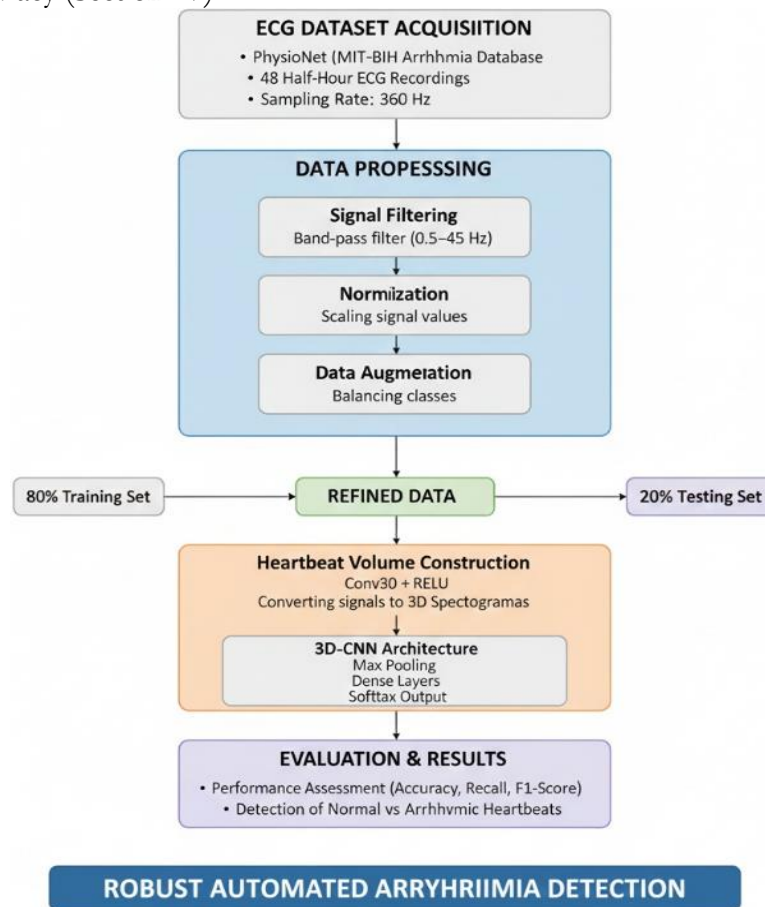 ECG DATASET ACQUISIITION
• PhysioNet (MIT-BIH Arrhhmia Database
• 48 Half-Hour ECG Recordings
• Sampling Rate: 360 Hz
DATA PROPESSSING
Signal Filtering
Band-pass filter (0.5–45 Hz)
Normiization
Scaling signal values
Data Augmeıation
Balancing classes
80% Training Set
REFINED DATA
20% Testing Set
Heartbeat Volume Construction
Conv30 + RELU
Converting signals to 3D Spectogramas
3D-CNN Architecture
Max Pooling
Dense Layers
Softtax Output
EVALUATION & RESULTS
• Performance Assessment (Accuracy, Recall, F1-Score)
• Detection of Normal vs Arrhhvmic Heartbeats
ROBUST AUTOMATED ARRYHRIIMIA DETECTION